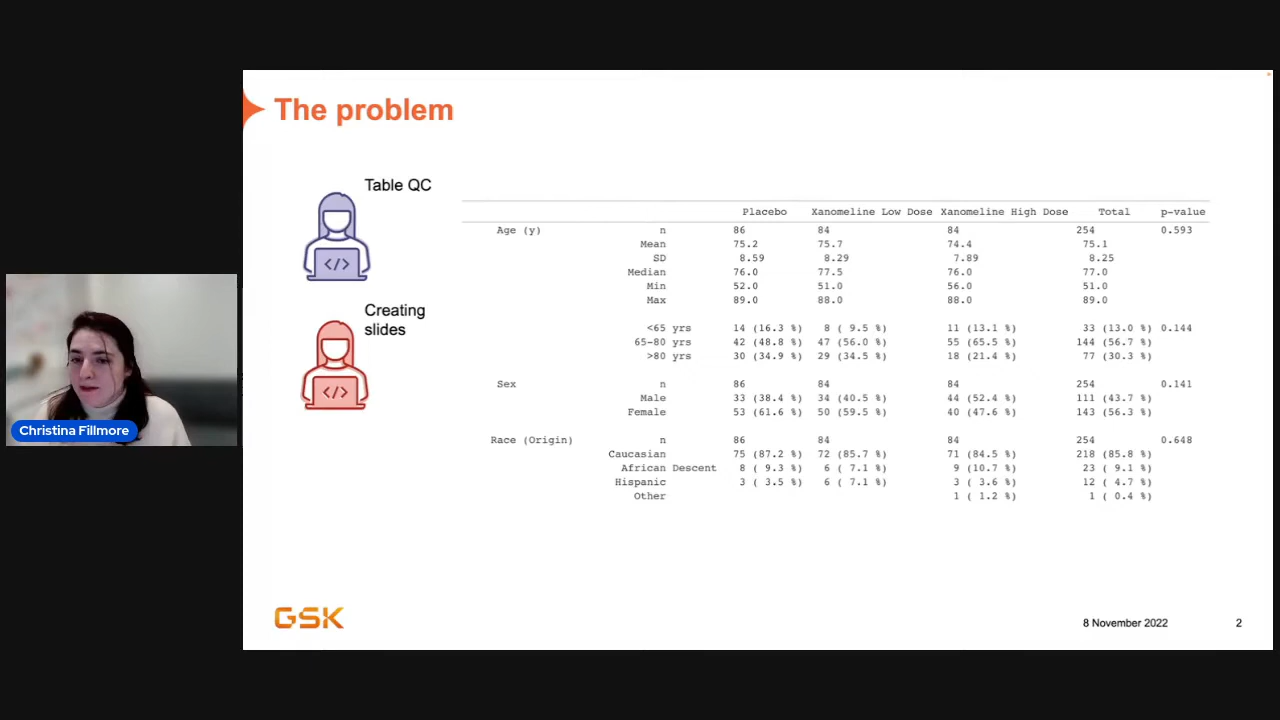 The problem
Table QC
Creating
slides
Placebo Xanomeline Low Dose Xanomeline High Dose Total p-value
Age (y) n 86 84 84 254 0.593
Mean 75.2 75.7 74.4 75.1
SD 8.59 8.29 7.89 8.25
Median 76.0 77.5 76.0 77.0
Min 52.0 51.0 56.0 51.0
Max 89.0 88.0 88.0 89.0
<65 yrs 14 (16.3 %) 8 ( 9.5 %) 11 (13.1 %) 33 (13.0 %) 0.144
65-80 yrs 42 (48.8 %) 47 (56.0 %) 55 (65.5 %) 144 (56.7 %)
>80 yrs 30 (34.9 %) 29 (34.5 %) 18 (21.4 %) 77 (30.3 %)
Sex n 86 84 84 254 0.141
Male 33 (38.4 %) 34 (40.5 %) 44 (52.4 %) 111 (43.7 %)
Female 53 (61.6 %) 50 (59.5 %) 40 (47.6 %) 143 (56.3 %)
Race (Origin) n 86 84 84 254 0.648
Caucasian 75 (87.2 %) 72 (85.7 %) 71 (84.5 %) 218 (85.8 %)
African Descent 8 ( 9.3 %) 6 ( 7.1 %) 9 (10.7 %) 23 ( 9.1 %)
Hispanic 3 ( 3.5 %) 6 ( 7.1 %) 3 ( 3.6 %) 12 ( 4.7 %)
Other 1 ( 1.2 %) 1 ( 0.4 %)
</>
</>
Christina Fillmore
GSK
8 November 2022 2